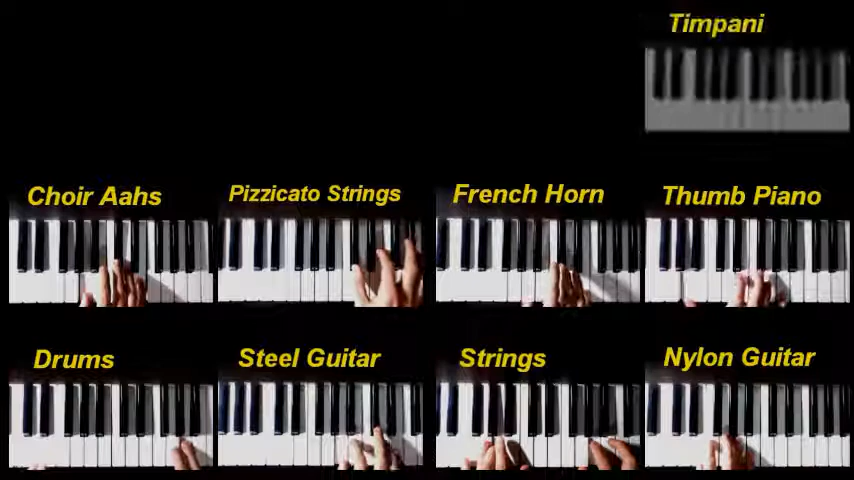 Timpani
Choir Aahs
Pizzicato Strings
French Horn
Thumb Piano
Drums
Steel Guitar
Strings
Nylon Guitar